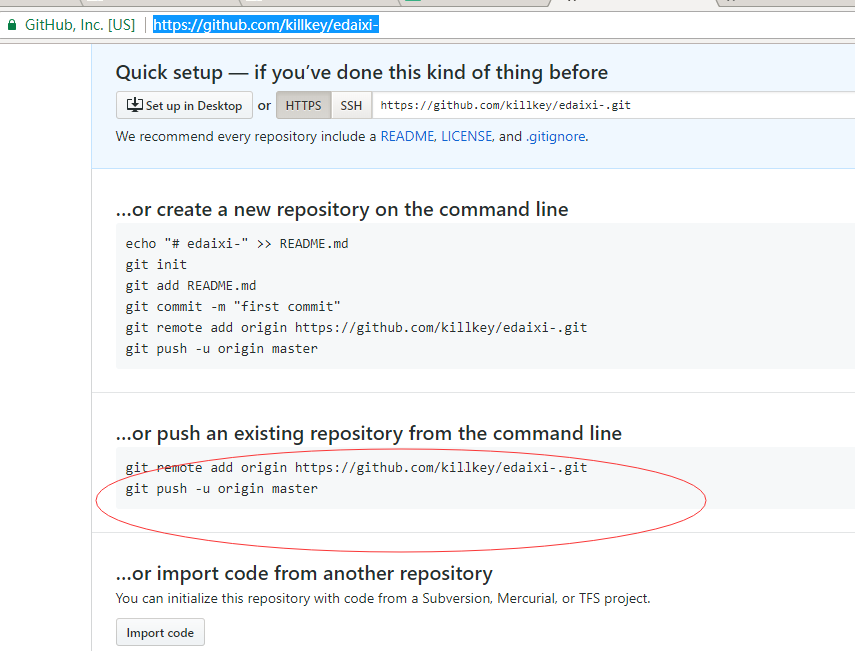 GitHub, Inc. [US] https://github.com/killkey/edaixi-
Quick setup — if you’ve done this kind of thing before
Set up in Desktop or HTTPS SSH https://github.com/killkey/edaixi-.git
We recommend every repository include a README, LICENSE, and .gitignore.
…or create a new repository on the command line
echo "# edaixi-" >> README.md
git init
git add README.md
git commit -m "first commit"
git remote add origin https://github.com/killkey/edaixi-.git
git push -u origin master
…or push an existing repository from the command line
git remote add origin https://github.com/killkey/edaixi-.git
git push -u origin master
…or import code from another repository
You can initialize this repository with code from a Subversion, Mercurial, or TFS project.
Import code